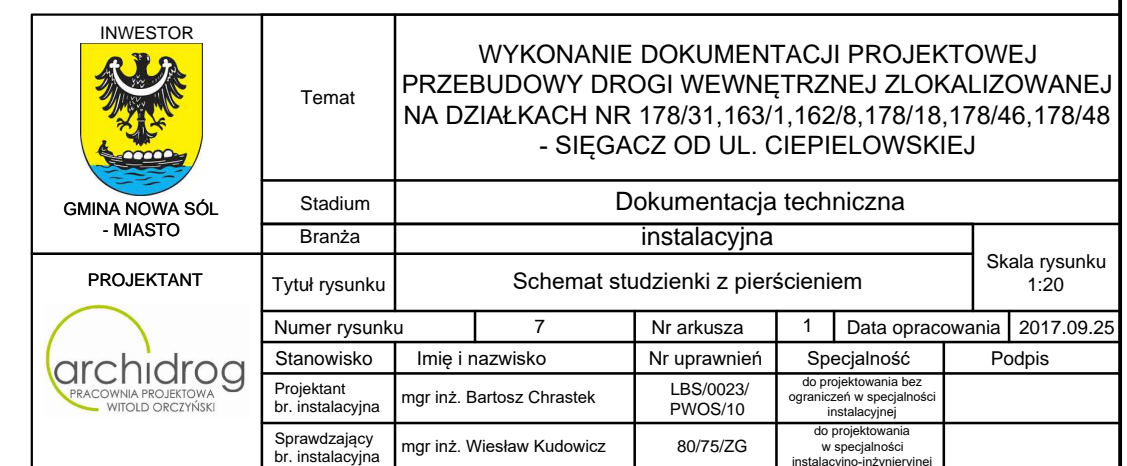 INWESTOR
GMINA NOWA SÓL
- MIASTO
Temat
WYKONANIE DOKUMENTACJI PROJEKTOWEJ
PRZEBUDOWY DROGI WEWNĘTRZNEJ ZLOKALIZOWANEJ
NA DZIAŁKACH NR 178/31,163/1,162/8,178/18,178/46,178/48
- SIĘGACZ OD UL. CIEPIELOWSKIEJ
Stadium
Dokumentacja techniczna
Branża
instalacyjna
Skala rysunku
1:20
PROJEKTANT
archidrog
PRACOWNIA PROJEKTOWA
WITOLD ORCZYŃSKI
Tytuł rysunku
Schemat studzienki z pierścieniem
Numer rysunku
7
Nr arkusza
1
Data opracowania
2017.09.25
Stanowisko
Imię i nazwisko
Nr uprawnień
Specjalność
Podpis
Projektant
br. instalacyjna
mgr inż. Bartosz Chrastek
LBS/0023/
PWOS/10
do projektowania bez
ograniczeń w specjalności
instalacyjnej
Sprawdzający
br. instalacyjna
mgr inż. Wiesław Kudowicz
80/75/ZG
do projektowania
w specjalności
instalacyjno-inżynieryjnej